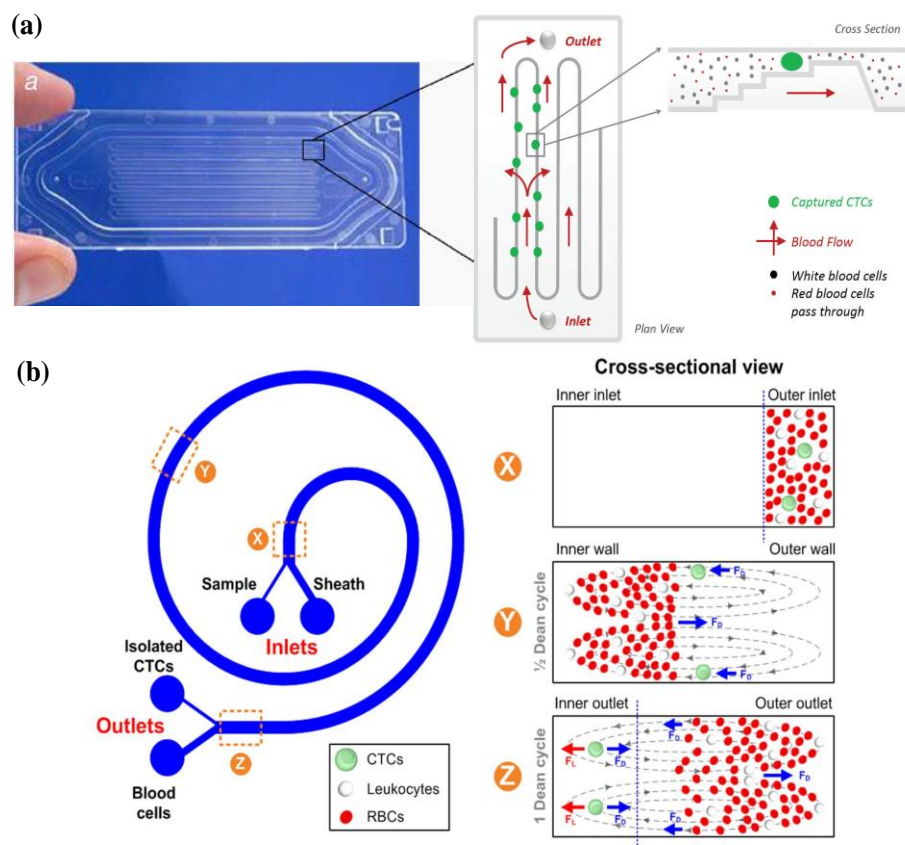 (a)
a
Outlet
Inlet
Plan View
Cross Section
Captured CTCs
Blood Flow
White blood cells
Red blood cells
pass through
(b)
Y
X
Sample
Sheath
Inlets
Isolated
CTCs
Outlets
Blood
cells
Z
CTCs
Leukocytes
RBCs
Cross-sectional view
Inner inlet
Outer inlet
X
Inner wall
Outer wall
Y
½ Dean cycle
F_D
F_D
F_D
Inner outlet
Outer outlet
Z
1 Dean cycle
F_D
F_L
F_D
F_D
F_L
F_D
F_D